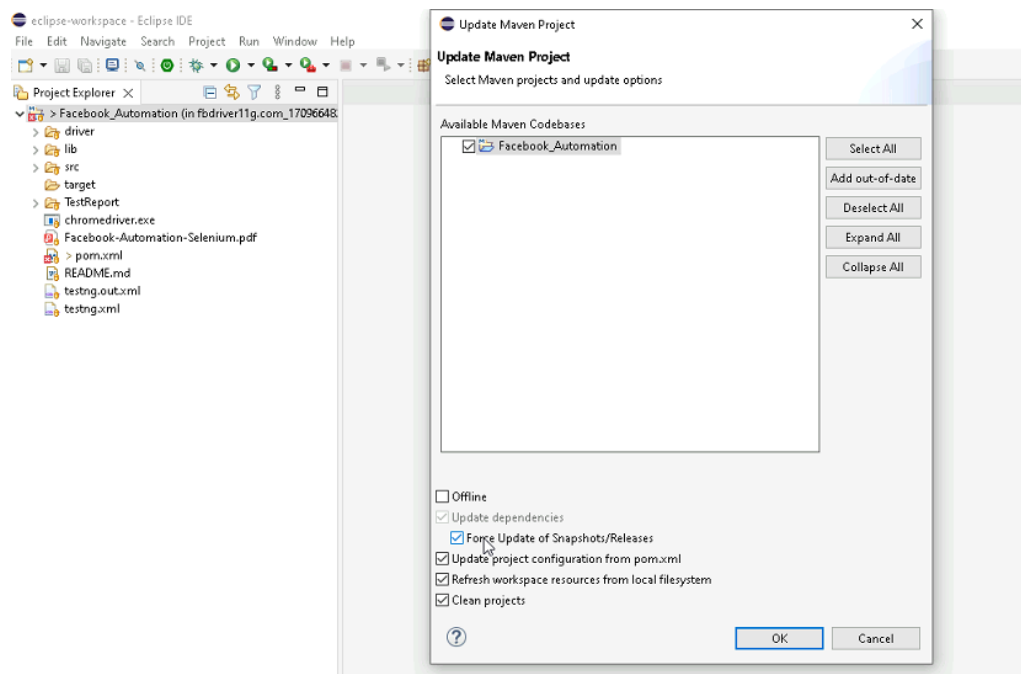 eclipse-workspace - Eclipse IDE
File Edit Navigate Search Project Run Window Help
Project Explorer
> Facebook_Automation (in fbdriver11g.com_17096648
driver
lib
src
target
TestReport
chromedriver.exe
Facebook-Automation-Selenium.pdf
> pom.xml
README.md
testng.out.xml
testng.xml
Update Maven Project
Update Maven Project
Select Maven projects and update options
Available Maven Codebases
Facebook_Automation
Select All
Add out-of-date
Deselect All
Expand All
Collapse All
Offline
Update dependencies
Force Update of Snapshots/Releases
Update project configuration from pom.xml
Refresh workspace resources from local filesystem
Clean projects
OK Cancel